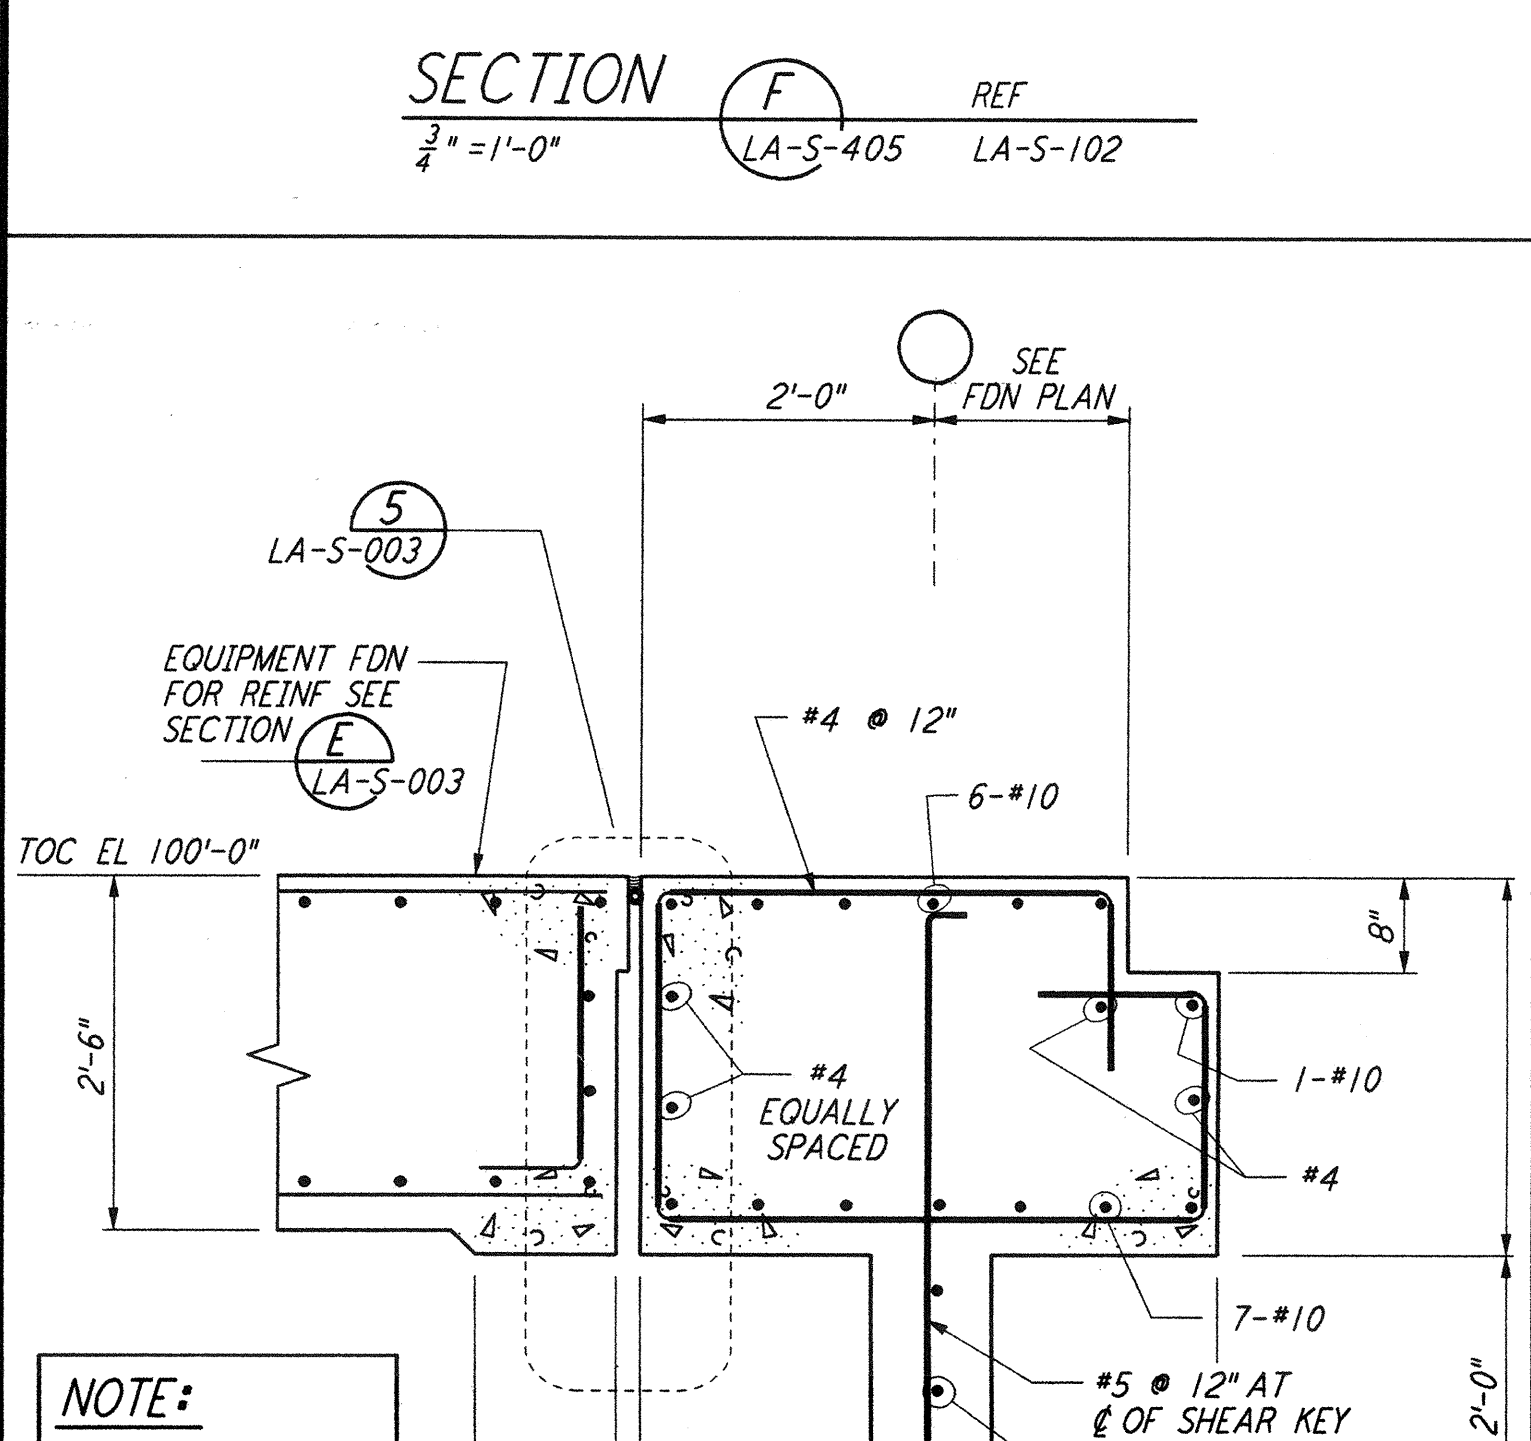 SECTION F REF
3/4" = 1'-0" LA-S-405 LA-S-102
SEE
2'-0" FDN PLAN
5
LA-S-003
EQUIPMENT FDN
FOR REINF SEE
SECTION E
LA-S-003
#4 @ 12"
6-#10
TOC EL 100'-0"
8"
2'-6"
#4
EQUALLY
SPACED
1-#10
#4
7-#10
#5 @ 12" AT
℄ OF SHEAR KEY
2'-0"
NOTE: